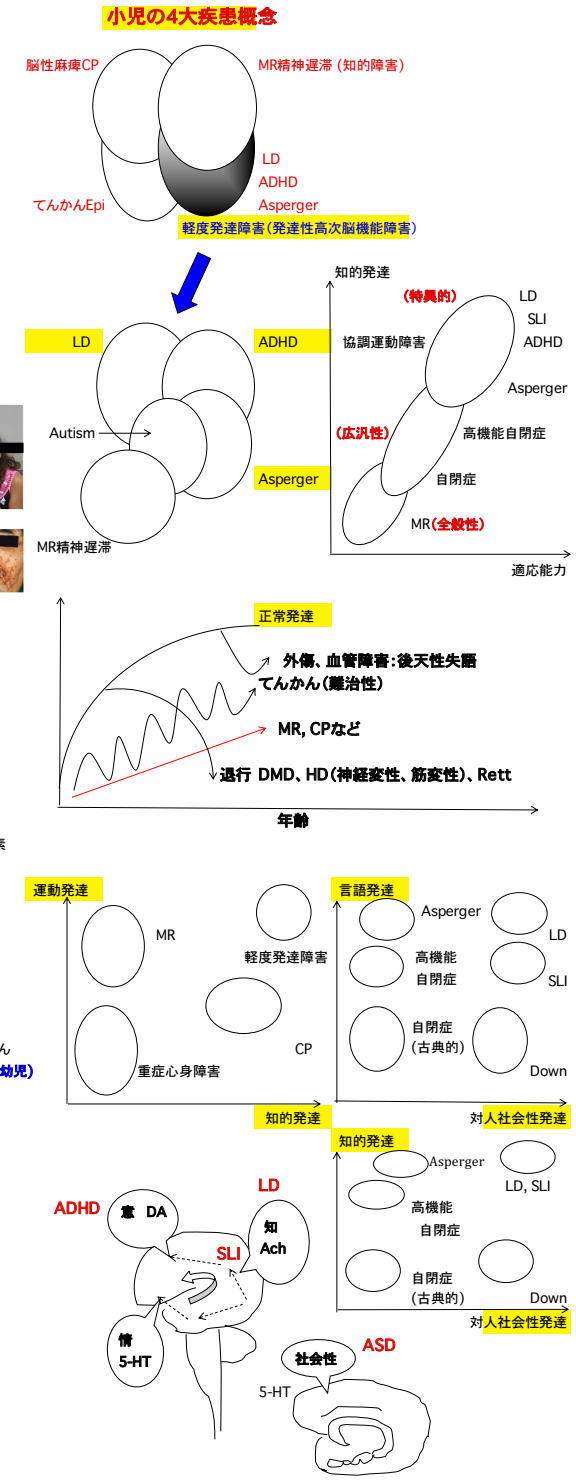 小児の4大疾患概念
脳性麻痺CP
MR精神遅滞 (知的障害)
LD
ADHD
てんかんEpi
Asperger
軽度発達障害(発達性高次脳機能障害)
知的発達
(特異的)
LD
SLI
LD
ADHD
協調運動障害
ADHD
Asperger
Autism
(広汎性)
高機能自閉症
Asperger
自閉症
MR(全般性)
MR精神遅滞
適応能力
正常発達
外傷、血管障害:後天性失語
てんかん(難治性)
MR, CPなど
退行 DMD、HD(神経変性、筋変性)、Rett
年齢
素
運動発達
言語発達
MR
Asperger
LD
軽度発達障害
高機能
自閉症
SLI
ん
幼児)
CP
自閉症
(古典的)
重症心身障害
Down
知的発達
対人社会性発達
知的発達
Asperger
LD, SLI
高機能
自閉症
自閉症
(古典的)
Down
対人社会性発達
ADHD
意 DA
LD
知
Ach
SLI
情
5-HT
社会性
ASD
5-HT